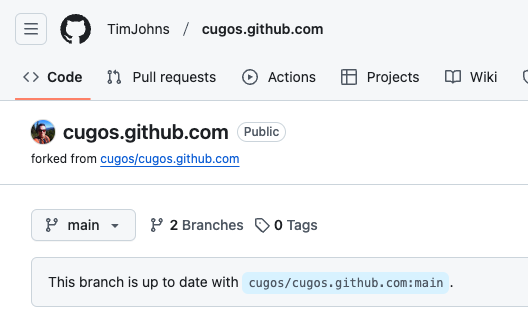 TimJohns / cugos.github.com
Code Pull requests Actions Projects Wiki
cugos.github.com Public
forked from cugos/cugos.github.com
main 2 Branches 0 Tags
This branch is up to date with cugos/cugos.github.com:main.